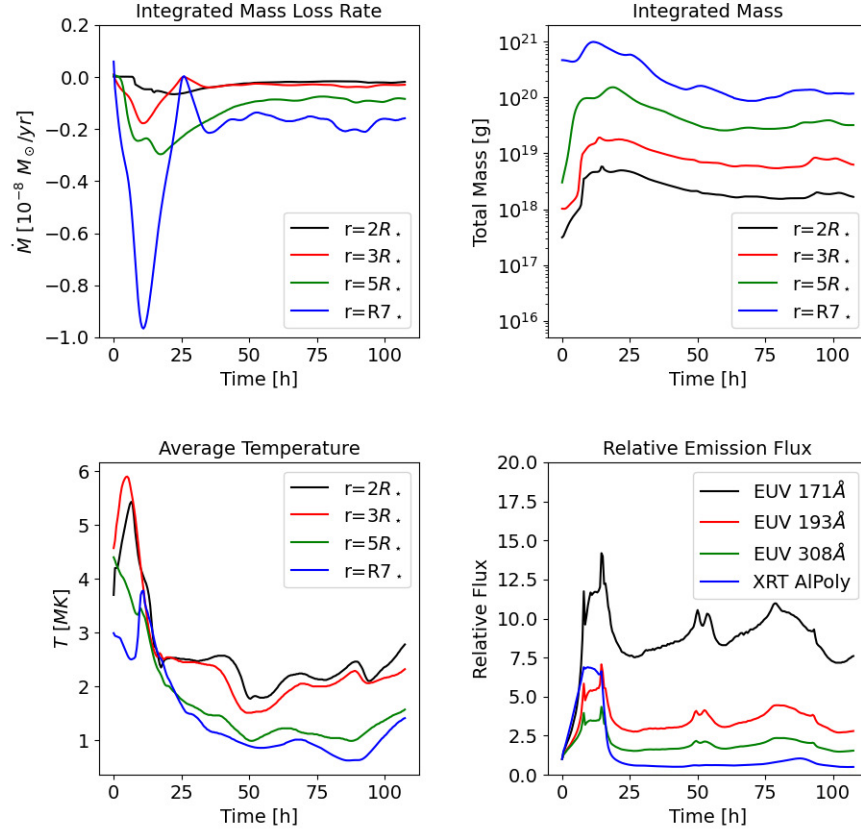 Integrated Mass Loss Rate
Ṁ [10⁻⁸ M⊙/yr]
0.2
0.0
−0.2
−0.4
−0.6
−0.8
−1.0
r=2R⋆
r=3R⋆
r=5R⋆
r=R7⋆
0 25 50 75 100
Time [h]
Integrated Mass
Total Mass [g]
10²¹
10²⁰
10¹⁹
10¹⁸
10¹⁷
10¹⁶
r=2R⋆
r=3R⋆
r=5R⋆
r=R7⋆
0 25 50 75 100
Time [h]
Average Temperature
T [MK]
6
5
4
3
2
1
r=2R⋆
r=3R⋆
r=5R⋆
r=R7⋆
0 25 50 75 100
Time [h]
Relative Emission Flux
Relative Flux
20.0
17.5
15.0
12.5
10.0
7.5
5.0
2.5
0.0
EUV 171Å
EUV 193Å
EUV 308Å
XRT AlPoly
0 25 50 75 100
Time [h]